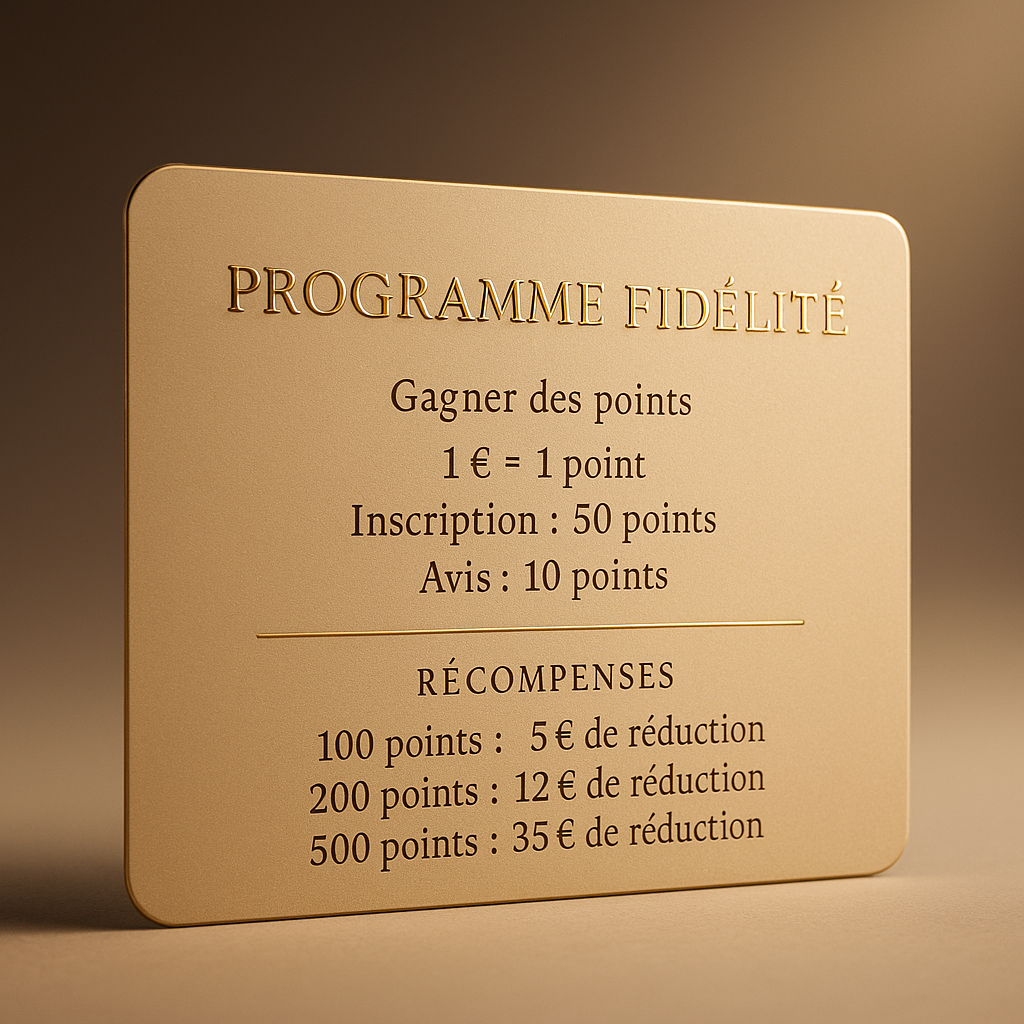 PROGRAMME FIDÉLITÉ
Gagner des points
1 € = 1 point
Inscription : 50 points
Avis : 10 points
RÉCOMPENSES
100 points : 5 € de réduction
200 points : 12 € de réduction
500 points : 35 € de réduction